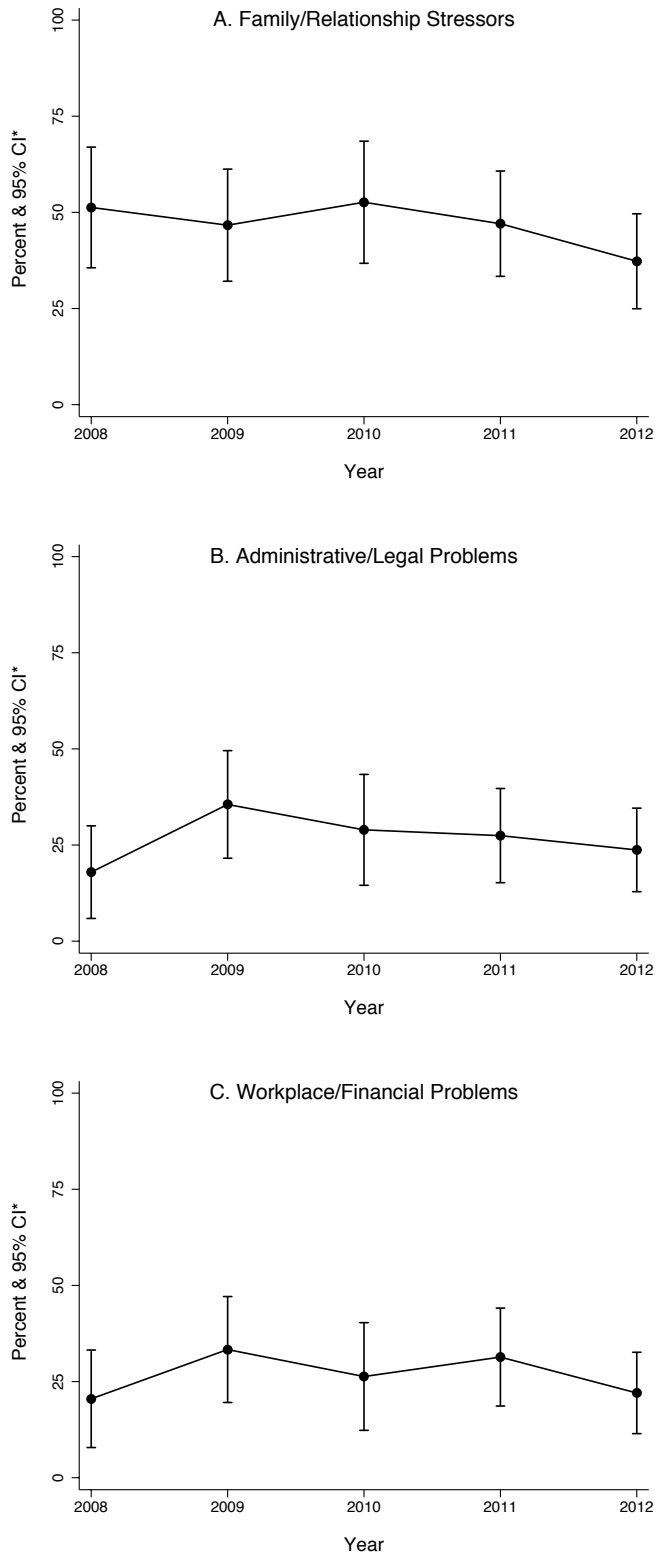 A. Family/Relationship Stressors
Percent & 95% CI*
100
75
50
25
0
2008 2009 2010 2011 2012
Year
B. Administrative/Legal Problems
Percent & 95% CI*
100
75
50
25
0
2008 2009 2010 2011 2012
Year
C. Workplace/Financial Problems
Percent & 95% CI*
100
75
50
25
0
2008 2009 2010 2011 2012
Year